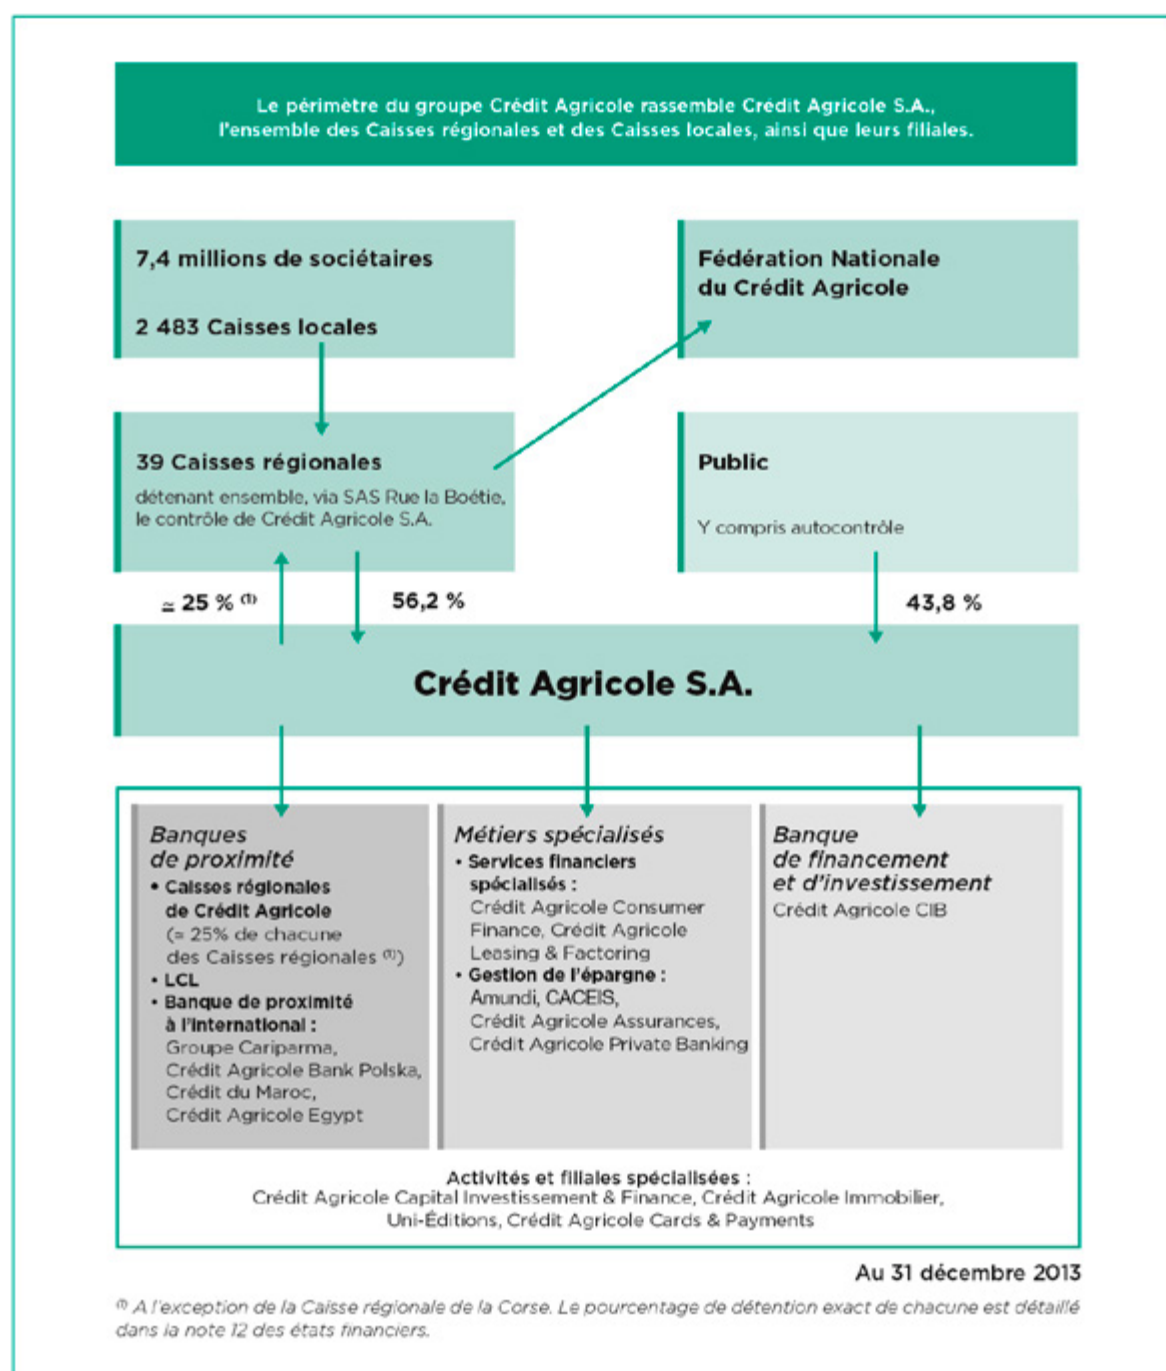 Le périmètre du groupe Crédit Agricole rassemble Crédit Agricole S.A.,
l'ensemble des Caisses régionales et des Caisses locales, ainsi que leurs filiales.
7,4 millions de sociétaires
2 483 Caisses locales
Fédération Nationale
du Crédit Agricole
39 Caisses régionales
détenant ensemble, via SAS Rue la Boétie,
le contrôle de Crédit Agricole S.A.
Public
Y compris autocontrôle
≃ 25 % (1)
56,2 %
43,8 %
Crédit Agricole S.A.
Banques
de proximité
• Caisses régionales
de Crédit Agricole
(≃ 25% de chacune
des Caisses régionales (1))
• LCL
• Banque de proximité
à l'international :
Groupe Cariparma,
Crédit Agricole Bank Polska,
Crédit du Maroc,
Crédit Agricole Egypt
Métiers spécialisés
• Services financiers
spécialisés :
Crédit Agricole Consumer
Finance, Crédit Agricole
Leasing & Factoring
• Gestion de l'épargne :
Amundi, CACEIS,
Crédit Agricole Assurances,
Crédit Agricole Private Banking
Banque
de financement
et d'investissement
Crédit Agricole CIB
Activités et filiales spécialisées :
Crédit Agricole Capital Investissement & Finance, Crédit Agricole Immobilier,
Uni-Éditions, Crédit Agricole Cards & Payments
Au 31 décembre 2013
(1) A l'exception de la Caisse régionale de la Corse. Le pourcentage de détention exact de chacune est détaillé
dans la note 12 des états financiers.